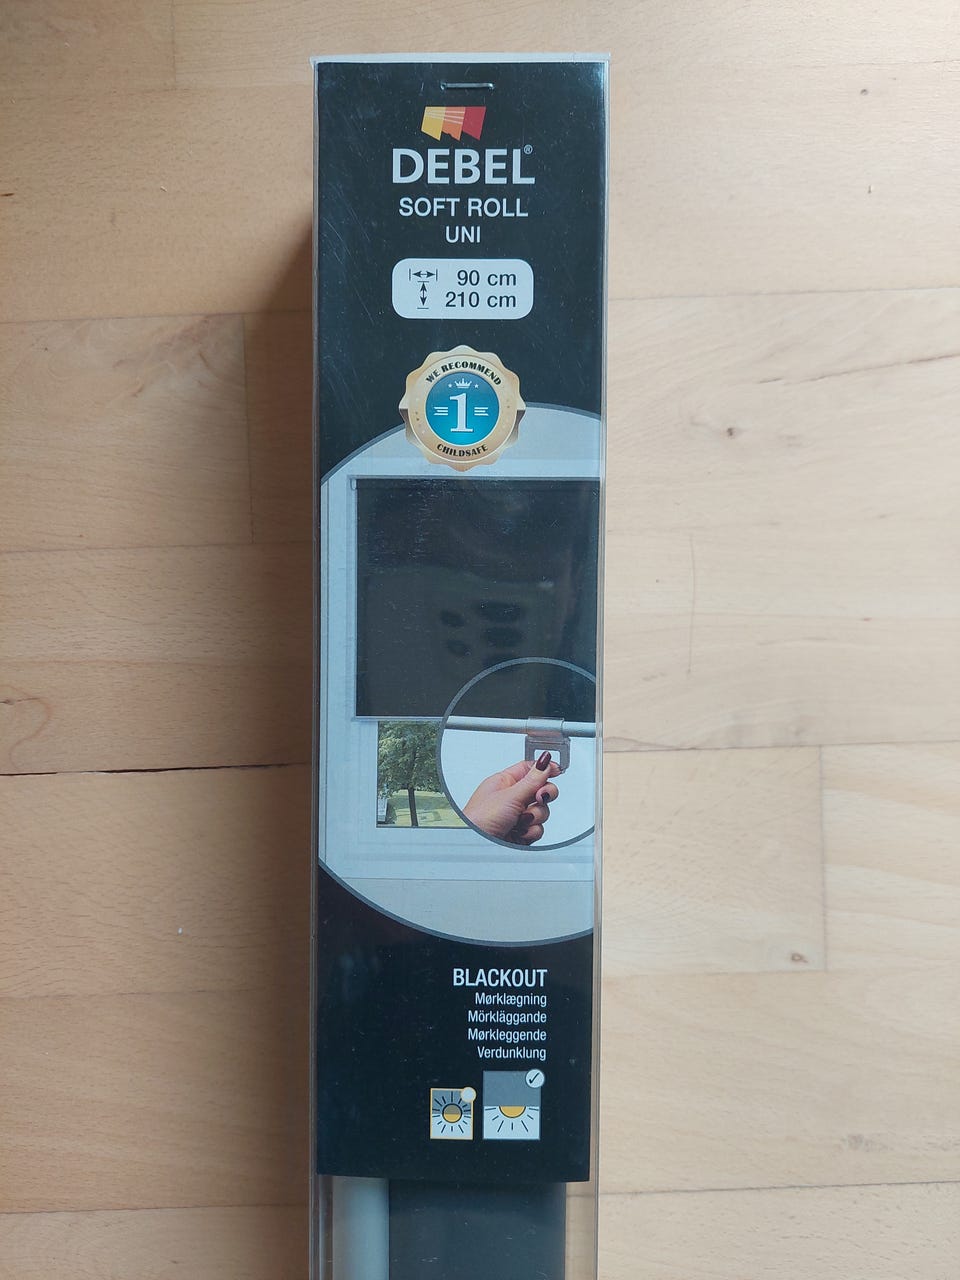 DEBEL®
SOFT ROLL
UNI
90 cm
210 cm
WE RECOMMEND
1
CHILDSAFE
BLACKOUT
Mørklægning
Mörkläggande
Mørkleggende
Verdunklung